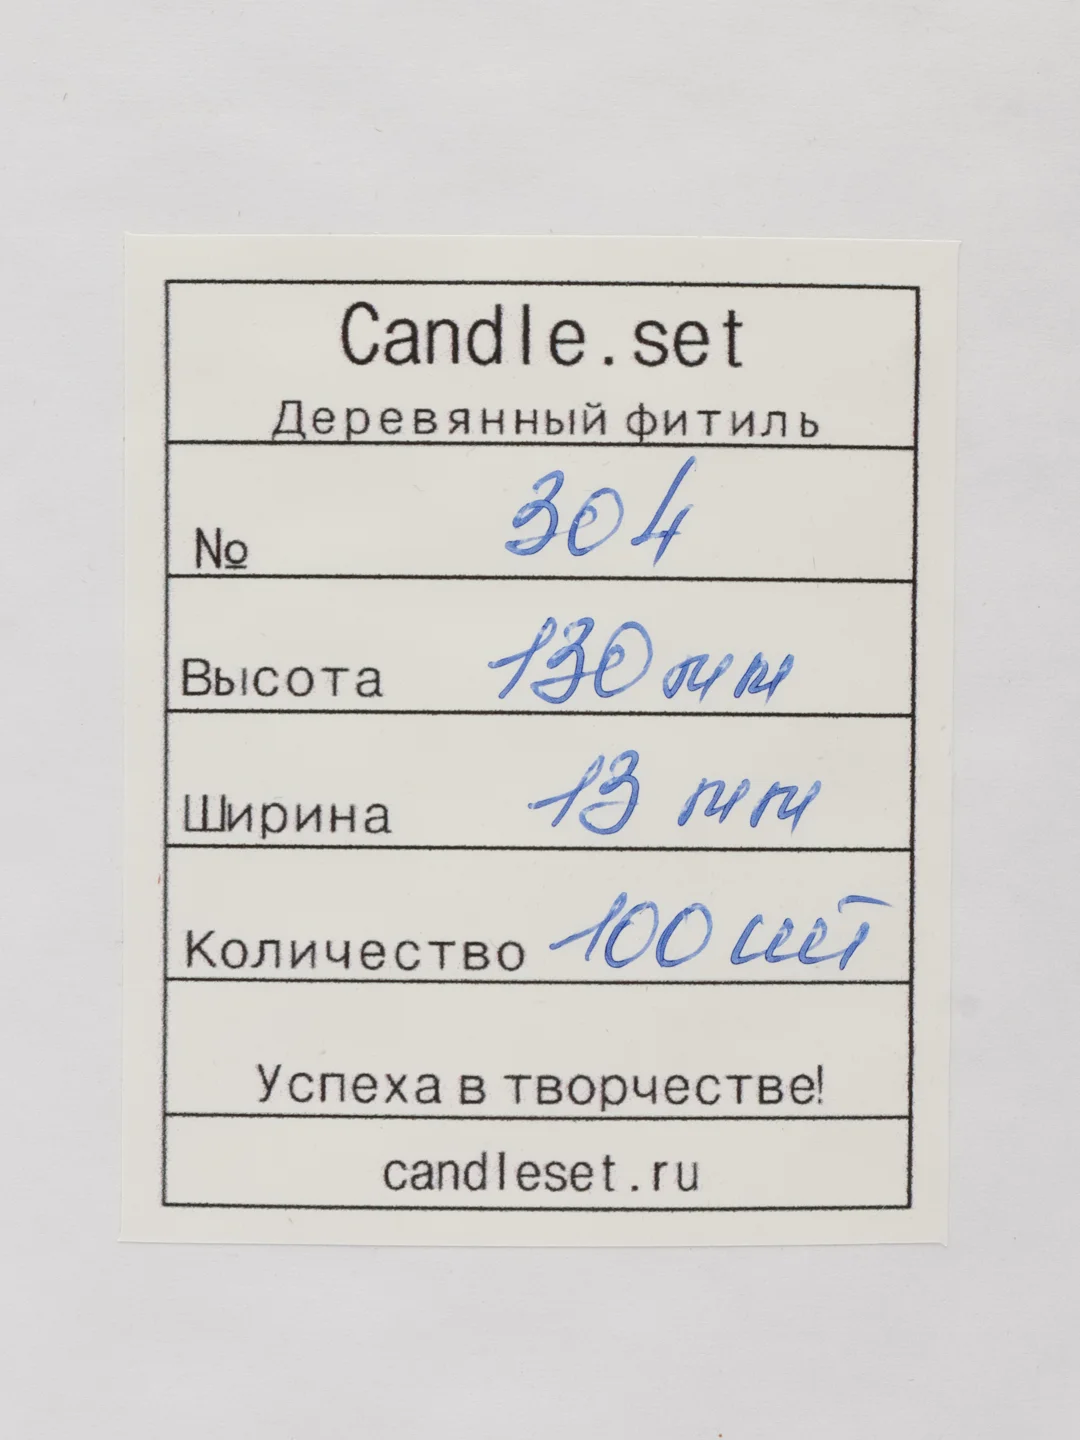 Candle.set
Деревянный фитиль
№ 304
Высота 130 мм
Ширина 13 мм
Количество 100 шт
Успеха в творчестве!
candleset.ru